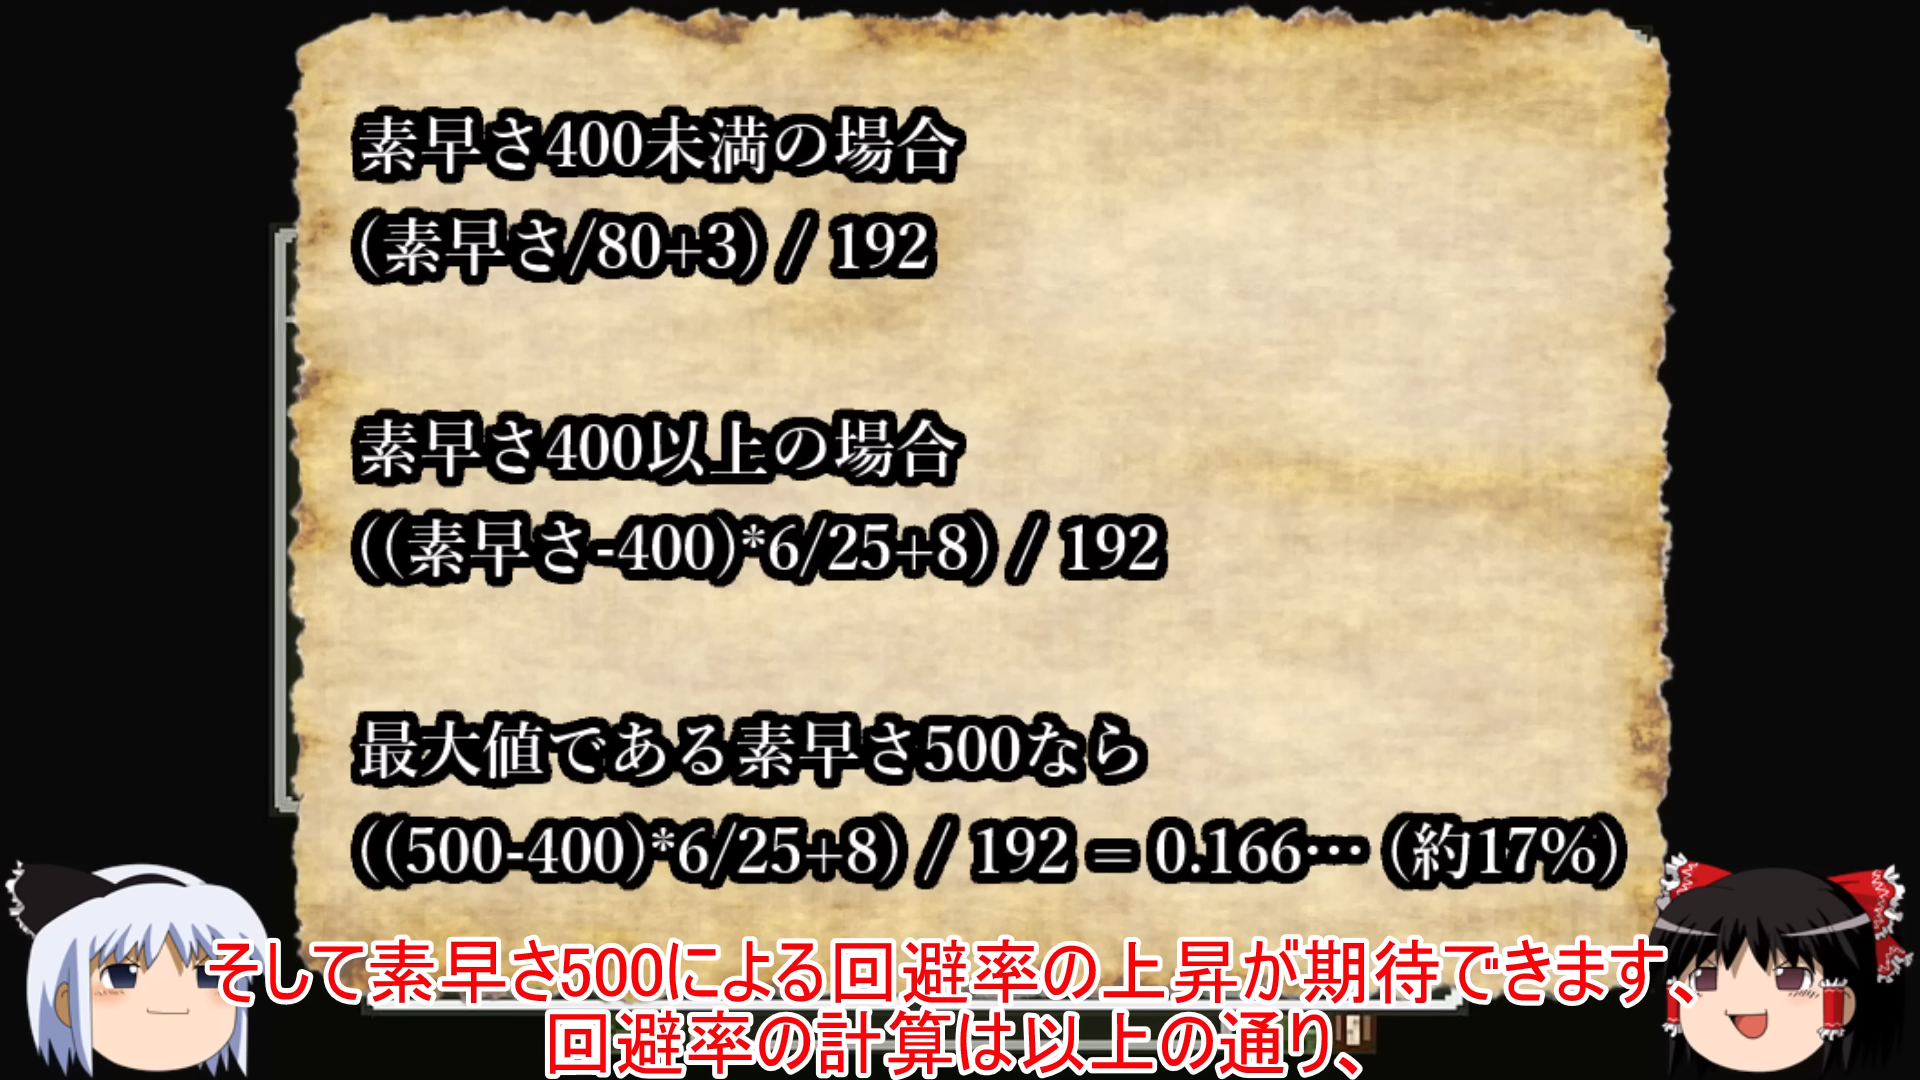 素早さ400未満の場合
(素早さ/80+3) / 192
素早さ400以上の場合
((素早さ-400)*6/25+8) / 192
最大値である素早さ500なら
((500-400)*6/25+8) / 192 = 0.166… (約17%)
そして素早さ500による回避率の上昇が期待できます、
回避率の計算は以上の通り、